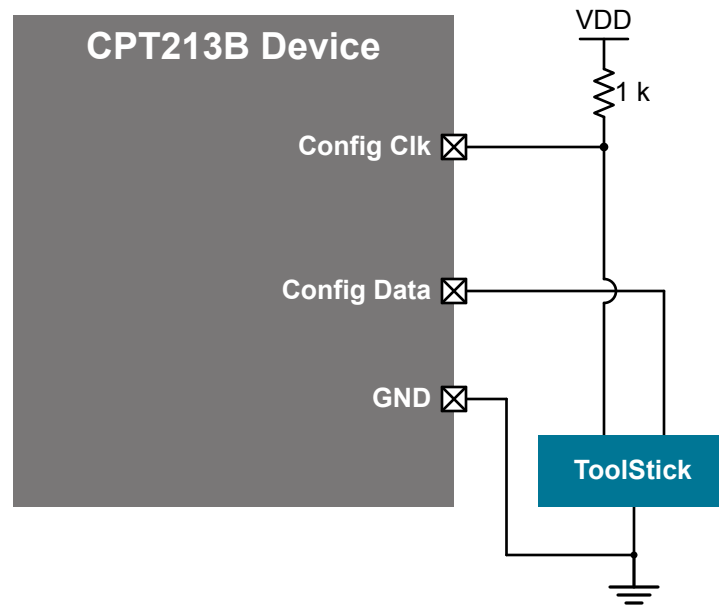 CPT213B Device
VDD
1 k
Config Clk
Config Data
GND
ToolStick